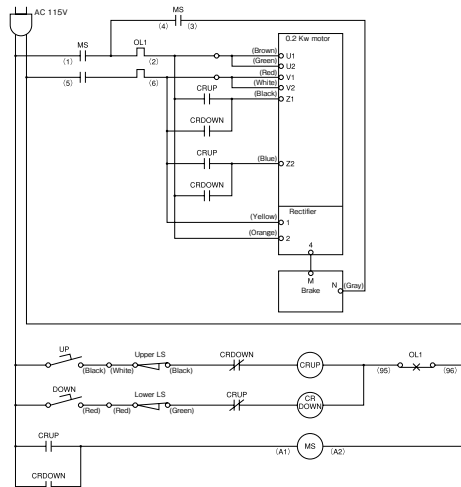 AC 115V
MS
(4) (3)
MS
OL1
(1) (2)
(5) (6)
0.2 Kw motor
(Brown) U1
(Green) U2
(Red) V1
(White) V2
(Black) Z1
CRUP
CRDOWN
CRUP
(Blue) Z2
CRDOWN
Rectifier
(Yellow) 1
(Orange) 2
4
M
N (Gray)
Brake
UP
Upper LS
CRDOWN
OL1
(Black) (White) (Black)
CRUP
(95) (96)
DOWN
Lower LS
CRUP
(Red) (Red) (Green)
CR
DOWN
CRUP
(A1) MS (A2)
CRDOWN